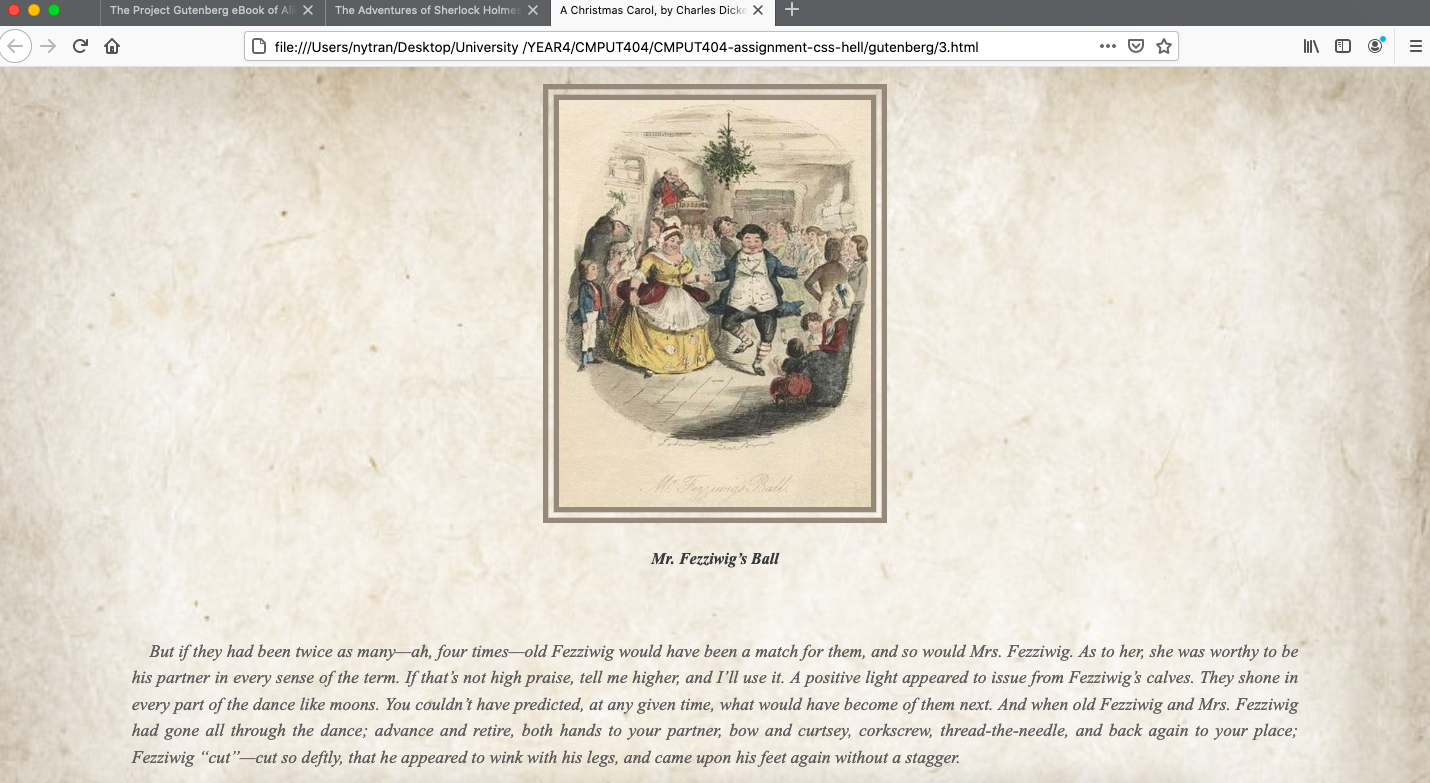 The Project Gutenberg eBook of Ali
The Adventures of Sherlock Holmes
A Christmas Carol, by Charles Dicke
file:///Users/nytran/Desktop/University /YEAR4/CMPUT404/CMPUT404-assignment-css-hell/gutenberg/3.html
Mr. Fezziwig's Ball.
Mr. Fezziwig’s Ball
But if they had been twice as many—ah, four times—old Fezziwig would have been a match for them, and so would Mrs. Fezziwig. As to her, she was worthy to be
his partner in every sense of the term. If that’s not high praise, tell me higher, and I’ll use it. A positive light appeared to issue from Fezziwig’s calves. They shone in
every part of the dance like moons. You couldn’t have predicted, at any given time, what would have become of them next. And when old Fezziwig and Mrs. Fezziwig
had gone all through the dance; advance and retire, both hands to your partner, bow and curtsey, corkscrew, thread-the-needle, and back again to your place;
Fezziwig “cut”—cut so deftly, that he appeared to wink with his legs, and came upon his feet again without a stagger.